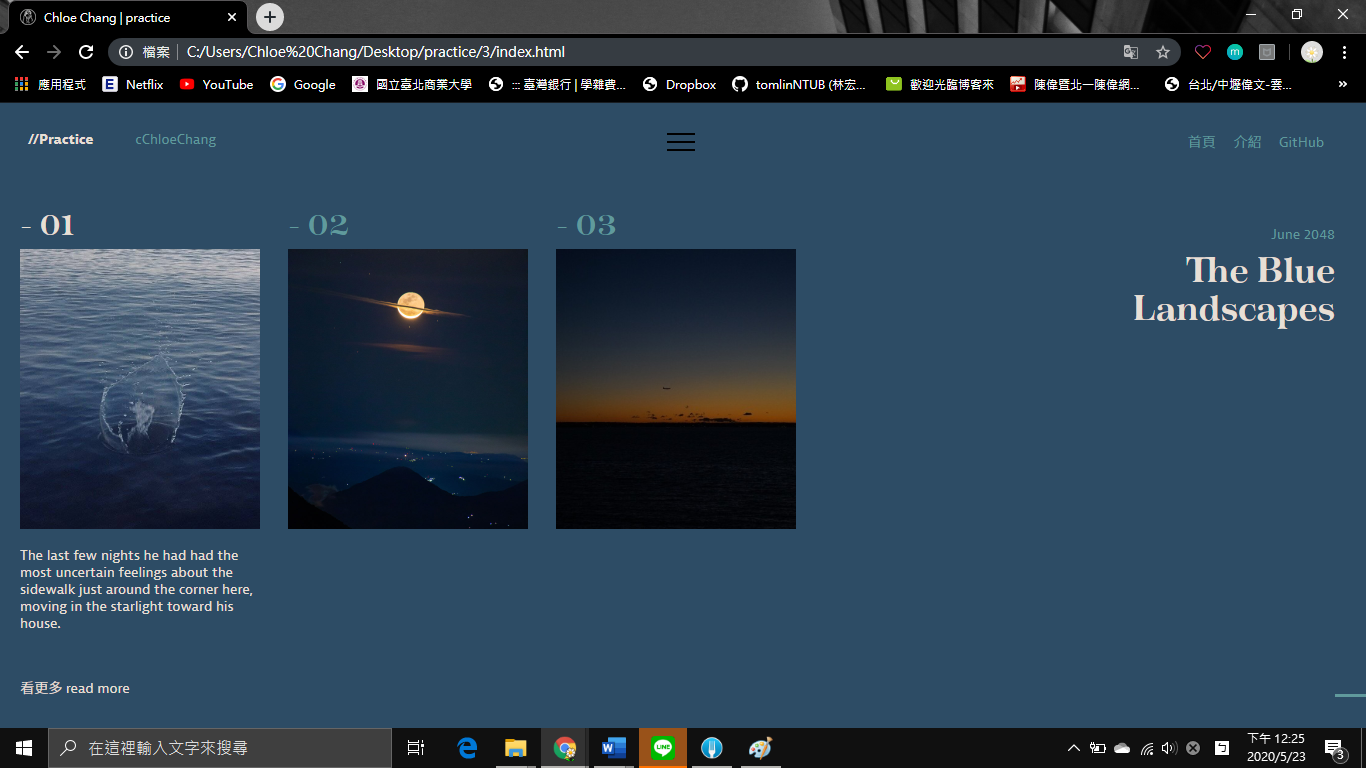 Chloe Chang | practice
檔案 C:/Users/Chloe%20Chang/Desktop/practice/3/index.html
應用程式 Netflix YouTube Google 國立臺北商業大學 ::: 臺灣銀行 | 學雜費... Dropbox tomlinNTUB (林宏... 歡迎光臨博客來 陳偉暨北一陳偉網... 台北/中壢偉文-雲... »
//Practice cChloeChang 首頁 介紹 GitHub
- 01 - 02 - 03
June 2048
The Blue
Landscapes
The last few nights he had had the
most uncertain feelings about the
sidewalk just around the corner here,
moving in the starlight toward his
house.
看更多 read more
在這裡輸入文字來搜尋
下午 12:25
2020/5/23
3